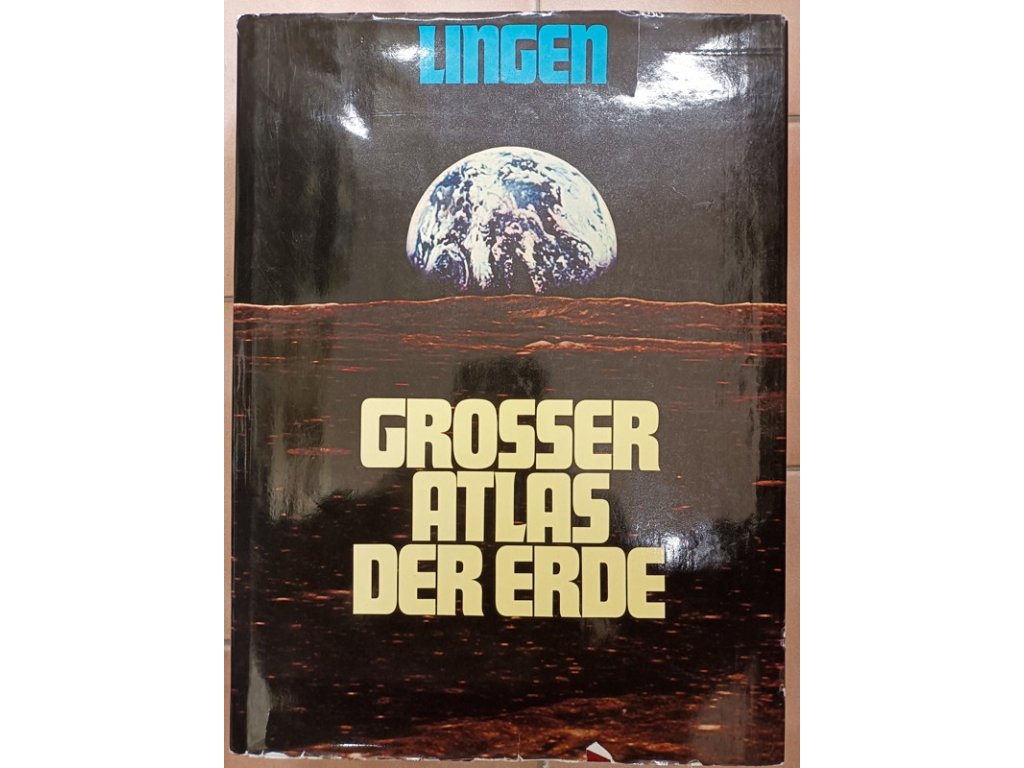 LINGEN
GROSSER
ATLAS
DER ERDE